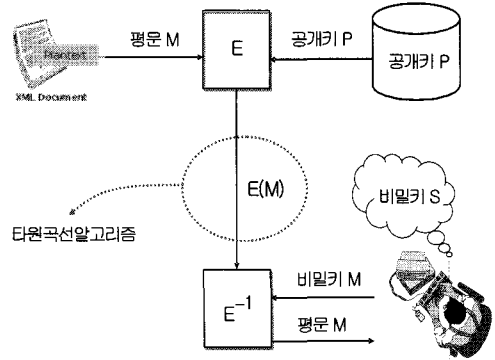 평문 M
E
공개키 P
공개키 P
Plantext
XML Document
E(M)
비밀키 S
타원곡선알고리즘
비밀키 M
E⁻¹
평문 M